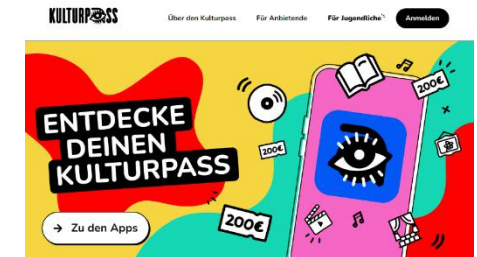 KULTURPASS
Über den Kulturpass
Für Anbietende
Für Jugendliche
Anmelden
ENTDECKE
DEINEN
KULTURPASS
→ Zu den Apps
200€
200€
200€